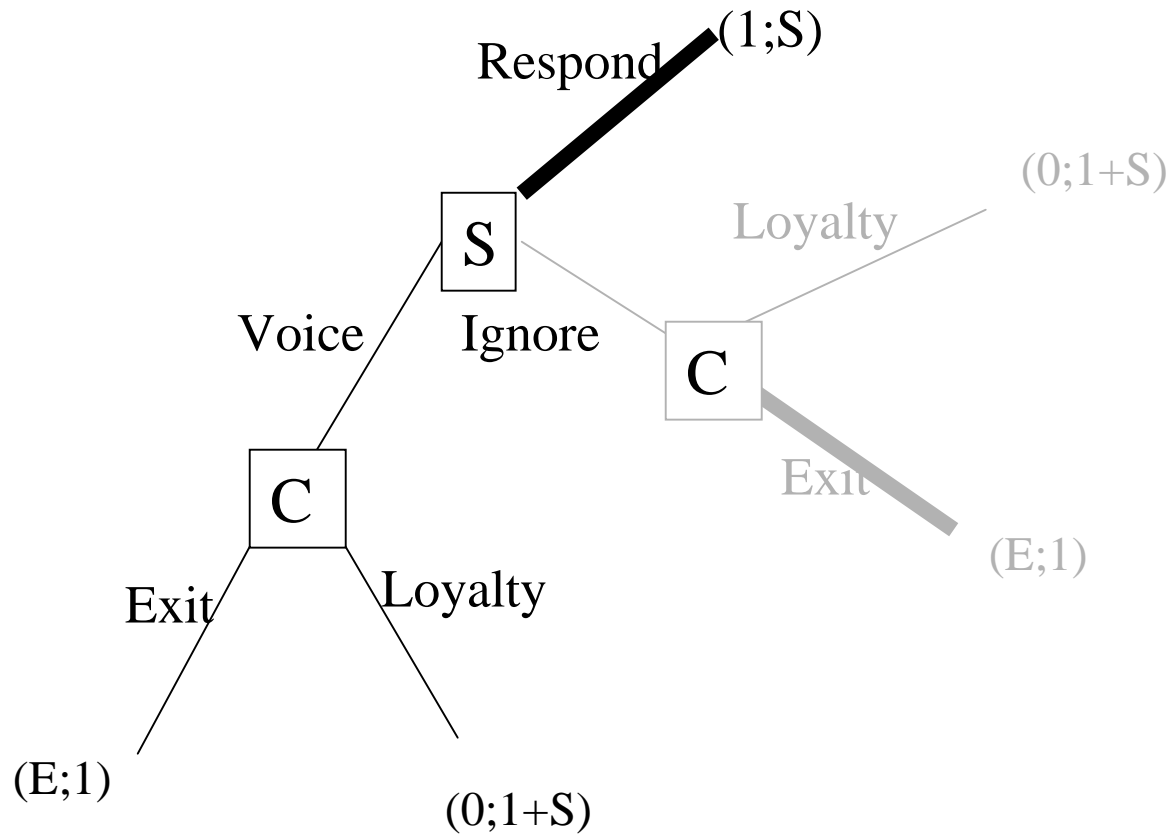 (1;S)
Respond
(0;1+S)
Loyalty
S
Voice
Ignore
C
Exit
C
(E;1)
Exit
Loyalty
(E;1)
(0;1+S)